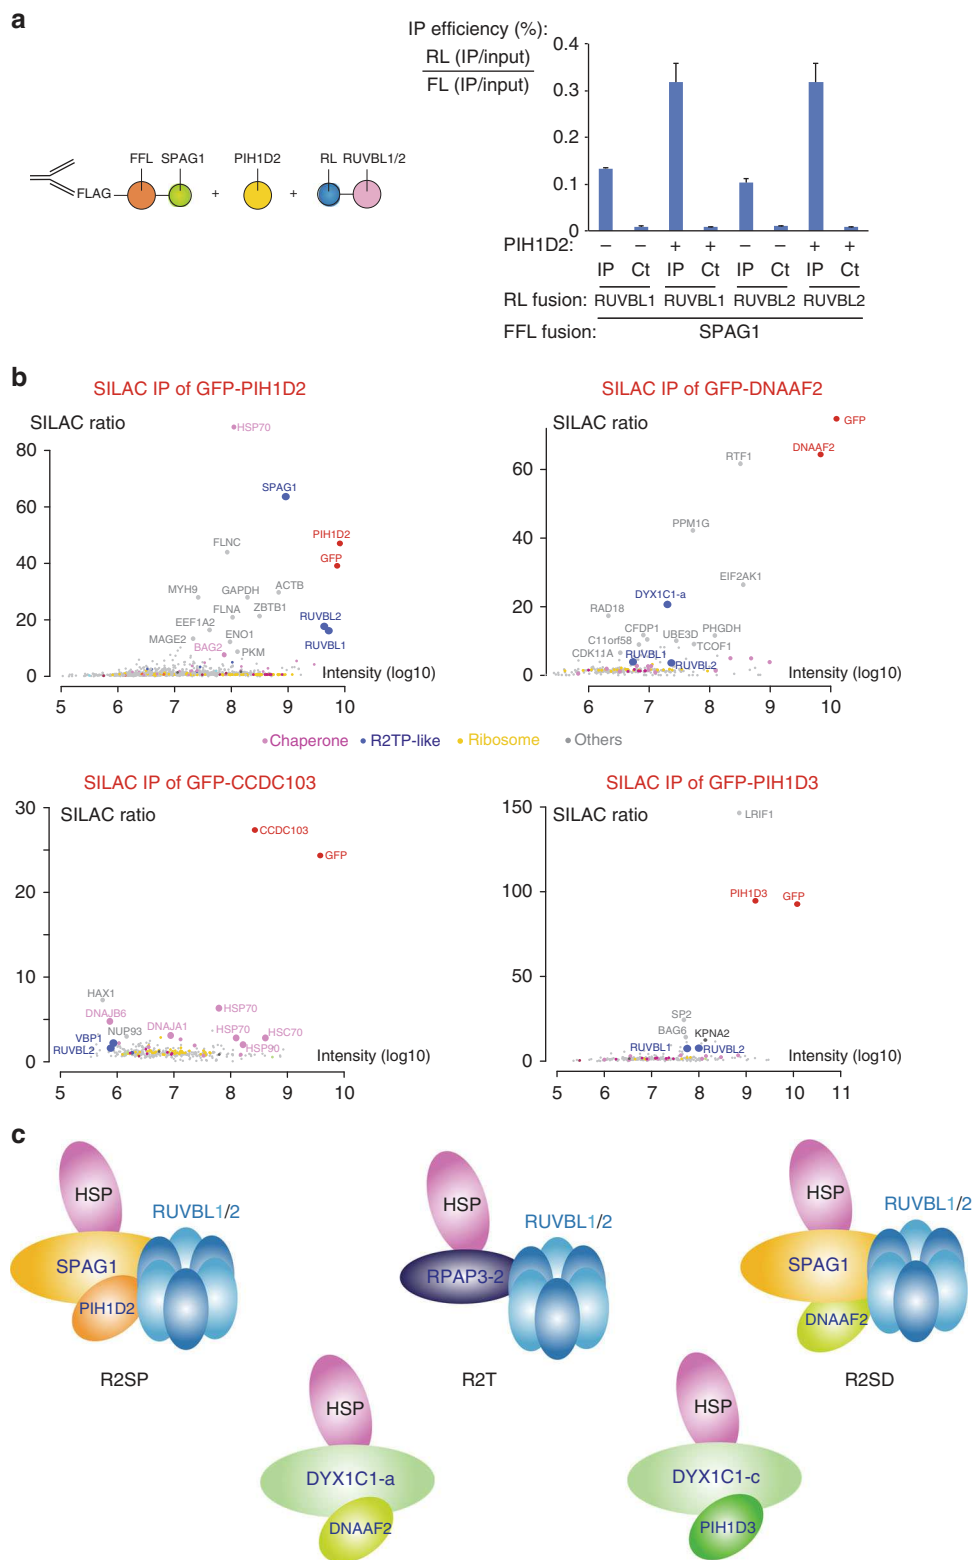 a
IP efficiency (%):
RL (IP/input)
FL (IP/input)
0.4
0.3
0.2
0.1
0
FFL SPAG1 PIH1D2 RL RUVBL1/2
FLAG + +
PIH1D2: – – + + – – + +
IP Ct IP Ct IP Ct IP Ct
RL fusion: RUVBL1 RUVBL1 RUVBL2 RUVBL2
FFL fusion: SPAG1
b
SILAC IP of GFP-PIH1D2
SILAC ratio
HSP70
80
SPAG1
60
PIH1D2
FLNC
GFP
40
MYH9 GAPDH ACTB
FLNA ZBTB1
EEF1A2
RUVBL2
20
MAGE2 ENO1
BAG2 PKM
RUVBL1
0
Intensity (log10)
5 6 7 8 9 10
SILAC IP of GFP-DNAAF2
SILAC ratio
GFP
DNAAF2
RTF1
60
PPM1G
40
EIF2AK1
DYX1C1-a
RAD18
20
CFDP1 PHGDH
C11orf58 UBE3D TCOF1
CDK11A RUVBL1 RUVBL2
0
Intensity (log10)
6 7 8 9 10
Chaperone R2TP-like Ribosome Others
SILAC IP of GFP-CCDC103
30
SILAC ratio
CCDC103
GFP
20
10
HAX1
HSP70
DNAJB6
DNAJA1
NUP93
VBP1
HSP70 HSC70
RUVBL2
HSP90
0
Intensity (log10)
5 6 7 8 9 10
SILAC IP of GFP-PIH1D3
150
LRIF1
SILAC ratio
100
PIH1D3 GFP
50
SP2
BAG6 KPNA2
RUVBL1 RUVBL2
0
Intensity (log10)
5 6 7 8 9 10 11
c
HSP
RUVBL1/2
SPAG1
PIH1D2
R2SP
HSP
RUVBL1/2
RPAP3-2
R2T
HSP
RUVBL1/2
SPAG1
DNAAF2
R2SD
HSP
DYX1C1-a
DNAAF2
HSP
DYX1C1-c
PIH1D3